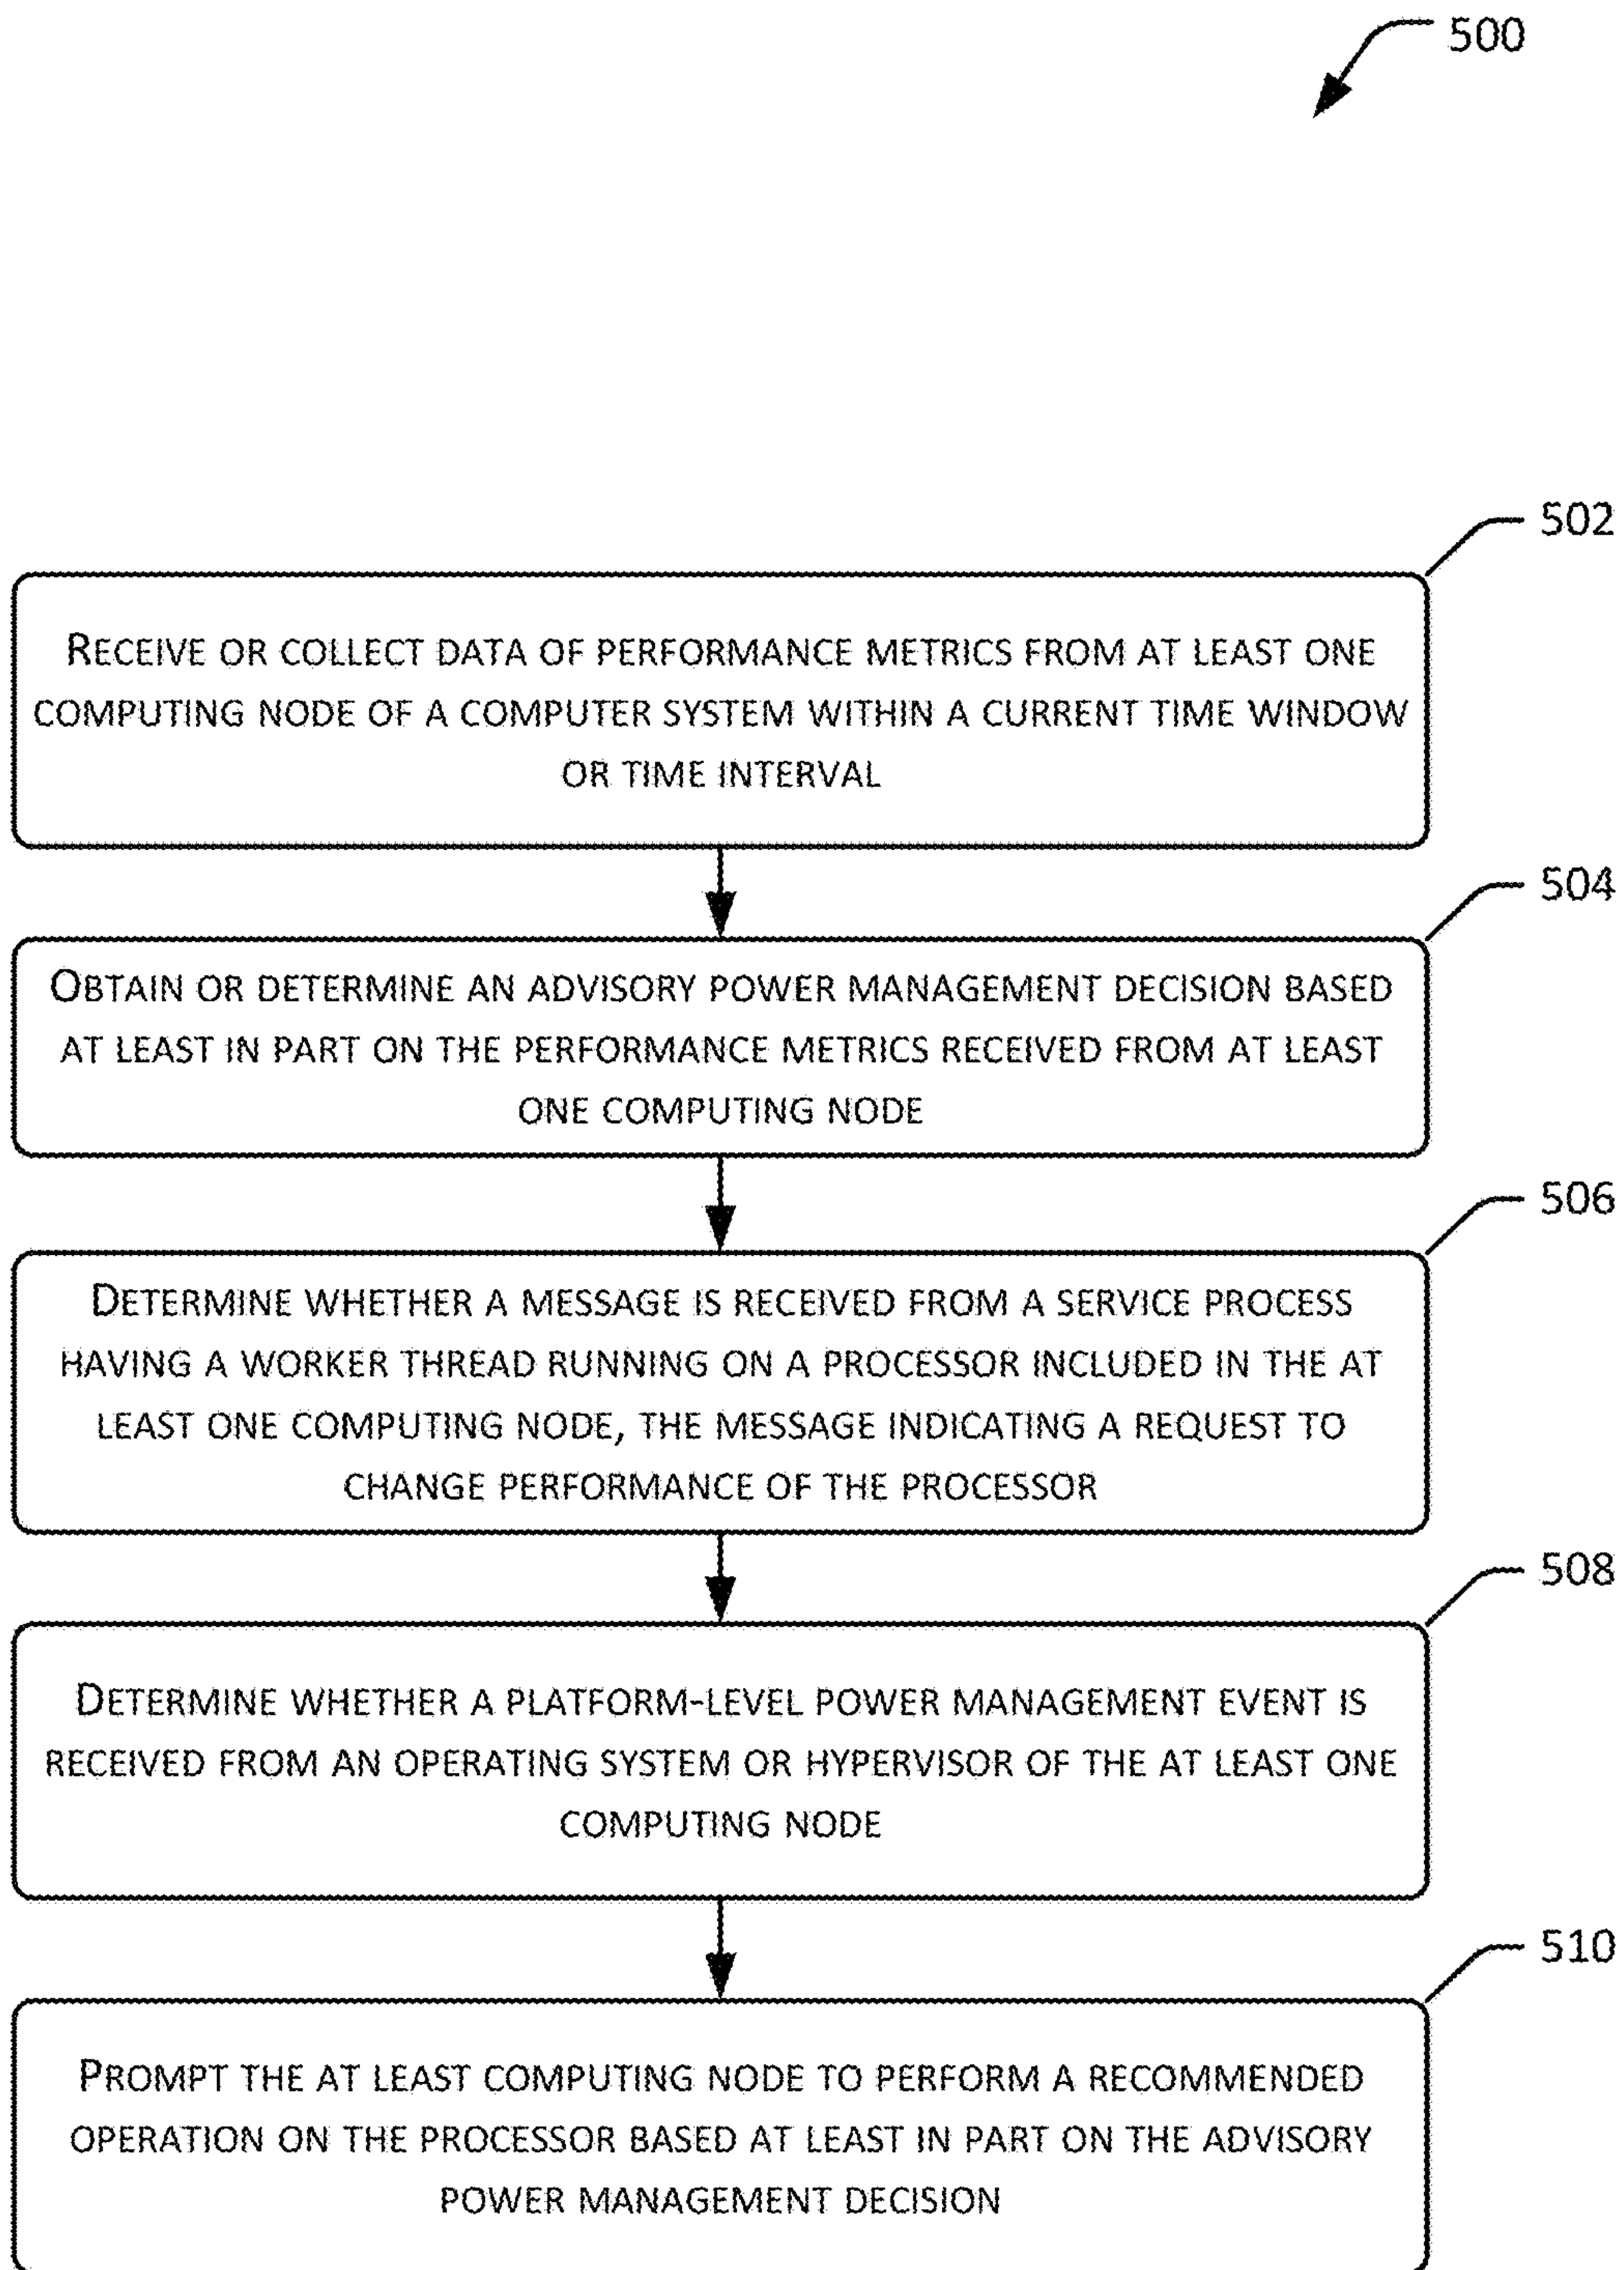 500
502
RECEIVE OR COLLECT DATA OF PERFORMANCE METRICS FROM AT LEAST ONE
COMPUTING NODE OF A COMPUTER SYSTEM WITHIN A CURRENT TIME WINDOW
OR TIME INTERVAL
504
OBTAIN OR DETERMINE AN ADVISORY POWER MANAGEMENT DECISION BASED
AT LEAST IN PART ON THE PERFORMANCE METRICS RECEIVED FROM AT LEAST
ONE COMPUTING NODE
506
DETERMINE WHETHER A MESSAGE IS RECEIVED FROM A SERVICE PROCESS
HAVING A WORKER THREAD RUNNING ON A PROCESSOR INCLUDED IN THE AT
LEAST ONE COMPUTING NODE, THE MESSAGE INDICATING A REQUEST TO
CHANGE PERFORMANCE OF THE PROCESSOR
508
DETERMINE WHETHER A PLATFORM-LEVEL POWER MANAGEMENT EVENT IS
RECEIVED FROM AN OPERATING SYSTEM OR HYPERVISOR OF THE AT LEAST ONE
COMPUTING NODE
510
PROMPT THE AT LEAST COMPUTING NODE TO PERFORM A RECOMMENDED
OPERATION ON THE PROCESSOR BASED AT LEAST IN PART ON THE ADVISORY
POWER MANAGEMENT DECISION